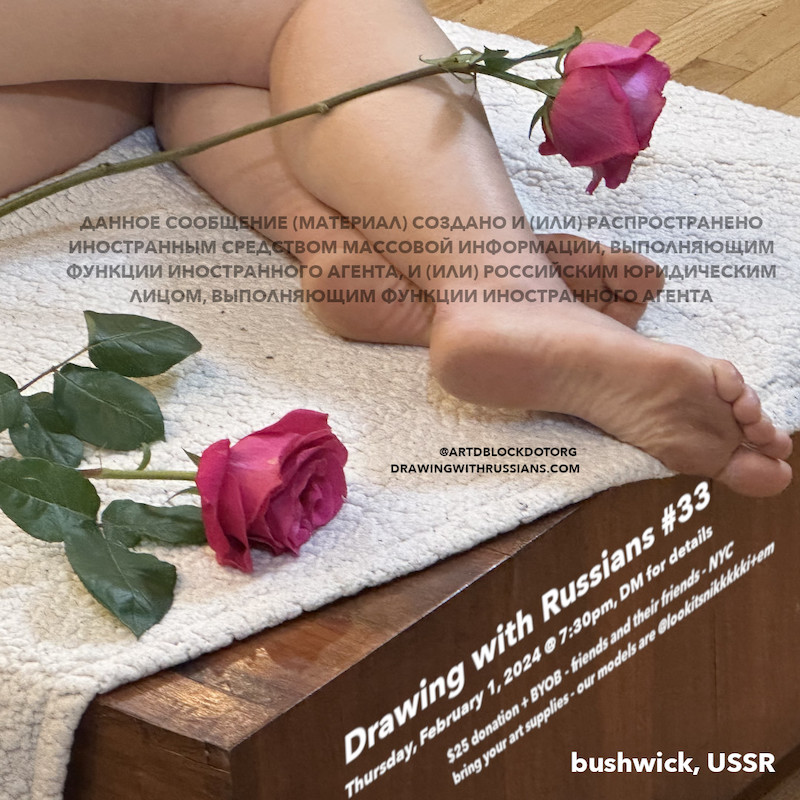 ДАННОЕ СООБЩЕНИЕ (МАТЕРИАЛ) СОЗДАНО И (ИЛИ) РАСПРОСТРАНЕНО
ИНОСТРАННЫМ СРЕДСТВОМ МАССОВОЙ ИНФОРМАЦИИ, ВЫПОЛНЯЮЩИМ
ФУНКЦИИ ИНОСТРАННОГО АГЕНТА, И (ИЛИ) РОССИЙСКИМ ЮРИДИЧЕСКИМ
ЛИЦОМ, ВЫПОЛНЯЮЩИМ ФУНКЦИИ ИНОСТРАННОГО АГЕНТА
@ARTDBLOCKDOTORG
DRAWINGWITHRUSSIANS.COM
Drawing with Russians #33
Thursday, February 1, 2024 @ 7:30pm, DM for details
$25 donation + BYOB - friends and their friends - NYC
bring your art supplies - our models are @lookitsnikkkkki+em
bushwick, USSR